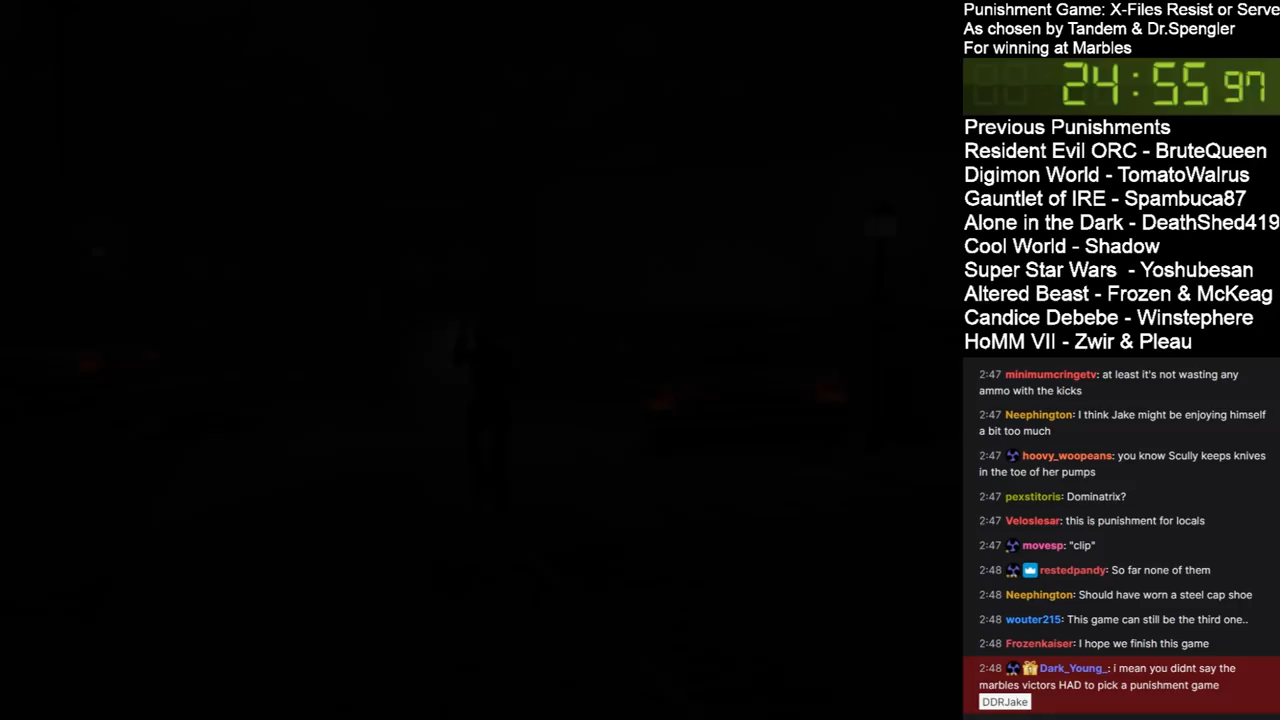 Punishment Game: X-Files Resist or Serve
As chosen by Tandem & Dr.Spengler
For winning at Marbles
24:55 97
Previous Punishments
Resident Evil ORC - BruteQueen
Digimon World - TomatoWalrus
Gauntlet of IRE - Spambuca87
Alone in the Dark - DeathShed419
Cool World - Shadow
Super Star Wars - Yoshubesan
Altered Beast - Frozen & McKeag
Candice Debebe - Winstephere
HoMM VII - Zwir & Pleau
2:47 minimumcringetv: at least it's not wasting any
ammo with the kicks
2:47 Neephington: I think Jake might be enjoying himself
a bit too much
2:47 hoovy_woopeans: you know Scully keeps knives
in the toe of her pumps
2:47 pexstitoris: Dominatrix?
2:47 Veloslesar: this is punishment for locals
2:47 movesp: "clip"
2:48 restedpandy: So far none of them
2:48 Neephington: Should have worn a steel cap shoe
2:48 wouter215: This game can still be the third one..
2:48 Frozenkaiser: I hope we finish this game
2:48 Dark_Young_: i mean you didnt say the
marbles victors HAD to pick a punishment game
DDRJake